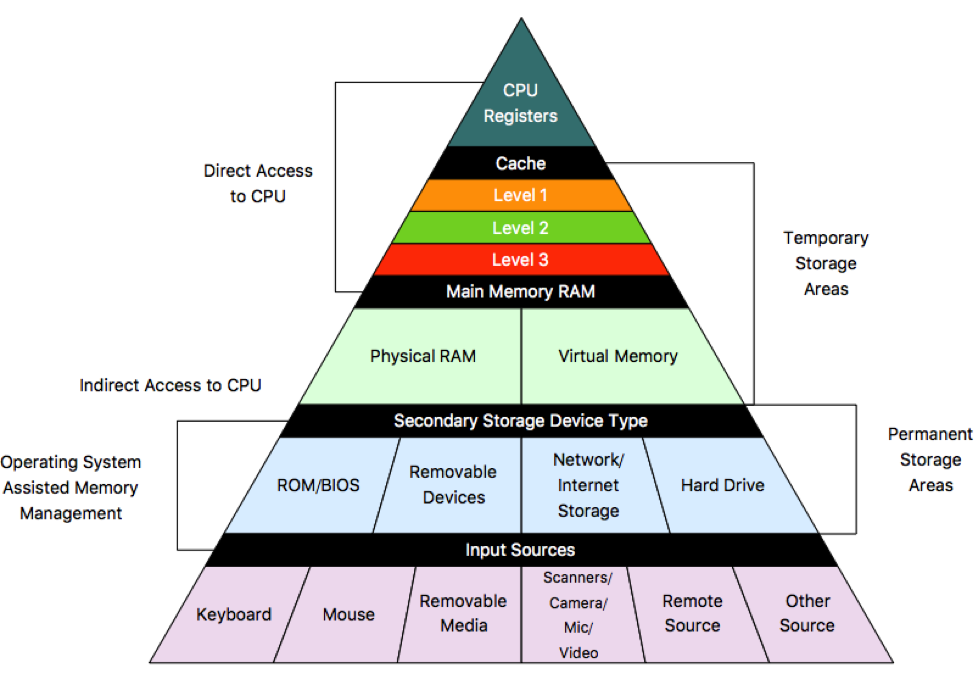 CPU
Registers
Cache
Direct Access
to CPU
Level 1
Level 2
Level 3
Temporary
Storage
Areas
Main Memory RAM
Physical RAM
Virtual Memory
Indirect Access to CPU
Secondary Storage Device Type
Permanent
Storage
Areas
Operating System
Assisted Memory
Management
ROM/BIOS
Removable
Devices
Network/
Internet
Storage
Hard Drive
Input Sources
Keyboard
Mouse
Removable
Media
Scanners/
Camera/
Mic/
Video
Remote
Source
Other
Source